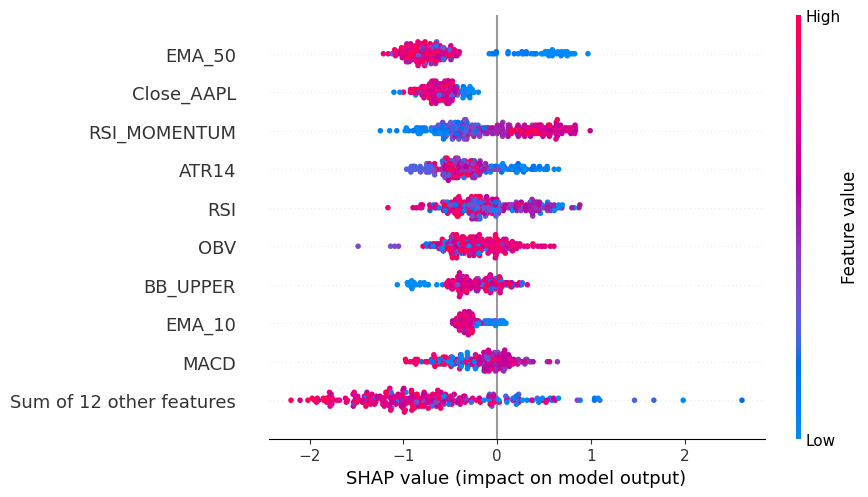 High
EMA_50
Close_AAPL
RSI_MOMENTUM
ATR14
RSI
OBV
BB_UPPER
EMA_10
MACD
Sum of 12 other features
Low
Feature value
−2
−1
0
1
2
SHAP value (impact on model output)